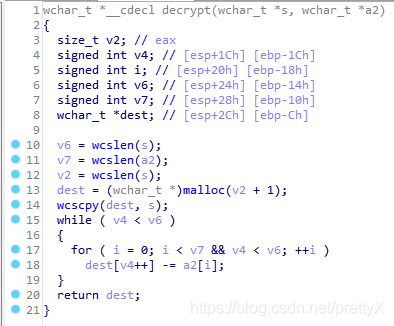 1 wchar_t *__cdecl decrypt(wchar_t *s, wchar_t *a2)
2 {
3 size_t v2; // eax
4 signed int v4; // [esp+1Ch] [ebp-1Ch]
5 signed int i; // [esp+20h] [ebp-18h]
6 signed int v6; // [esp+24h] [ebp-14h]
7 signed int v7; // [esp+28h] [ebp-10h]
8 wchar_t *dest; // [esp+2Ch] [ebp-Ch]
9
10 v6 = wcslen(s);
11 v7 = wcslen(a2);
12 v2 = wcslen(s);
13 dest = (wchar_t *)malloc(v2 + 1);
14 wcscpy(dest, s);
15 while ( v4 < v6 )
16 {
17 for ( i = 0; i < v7 && v4 < v6; ++i )
18 dest[v4++] -= a2[i];
19 }
20 return dest;
21 }
https://blog.csdn.net/prettyX